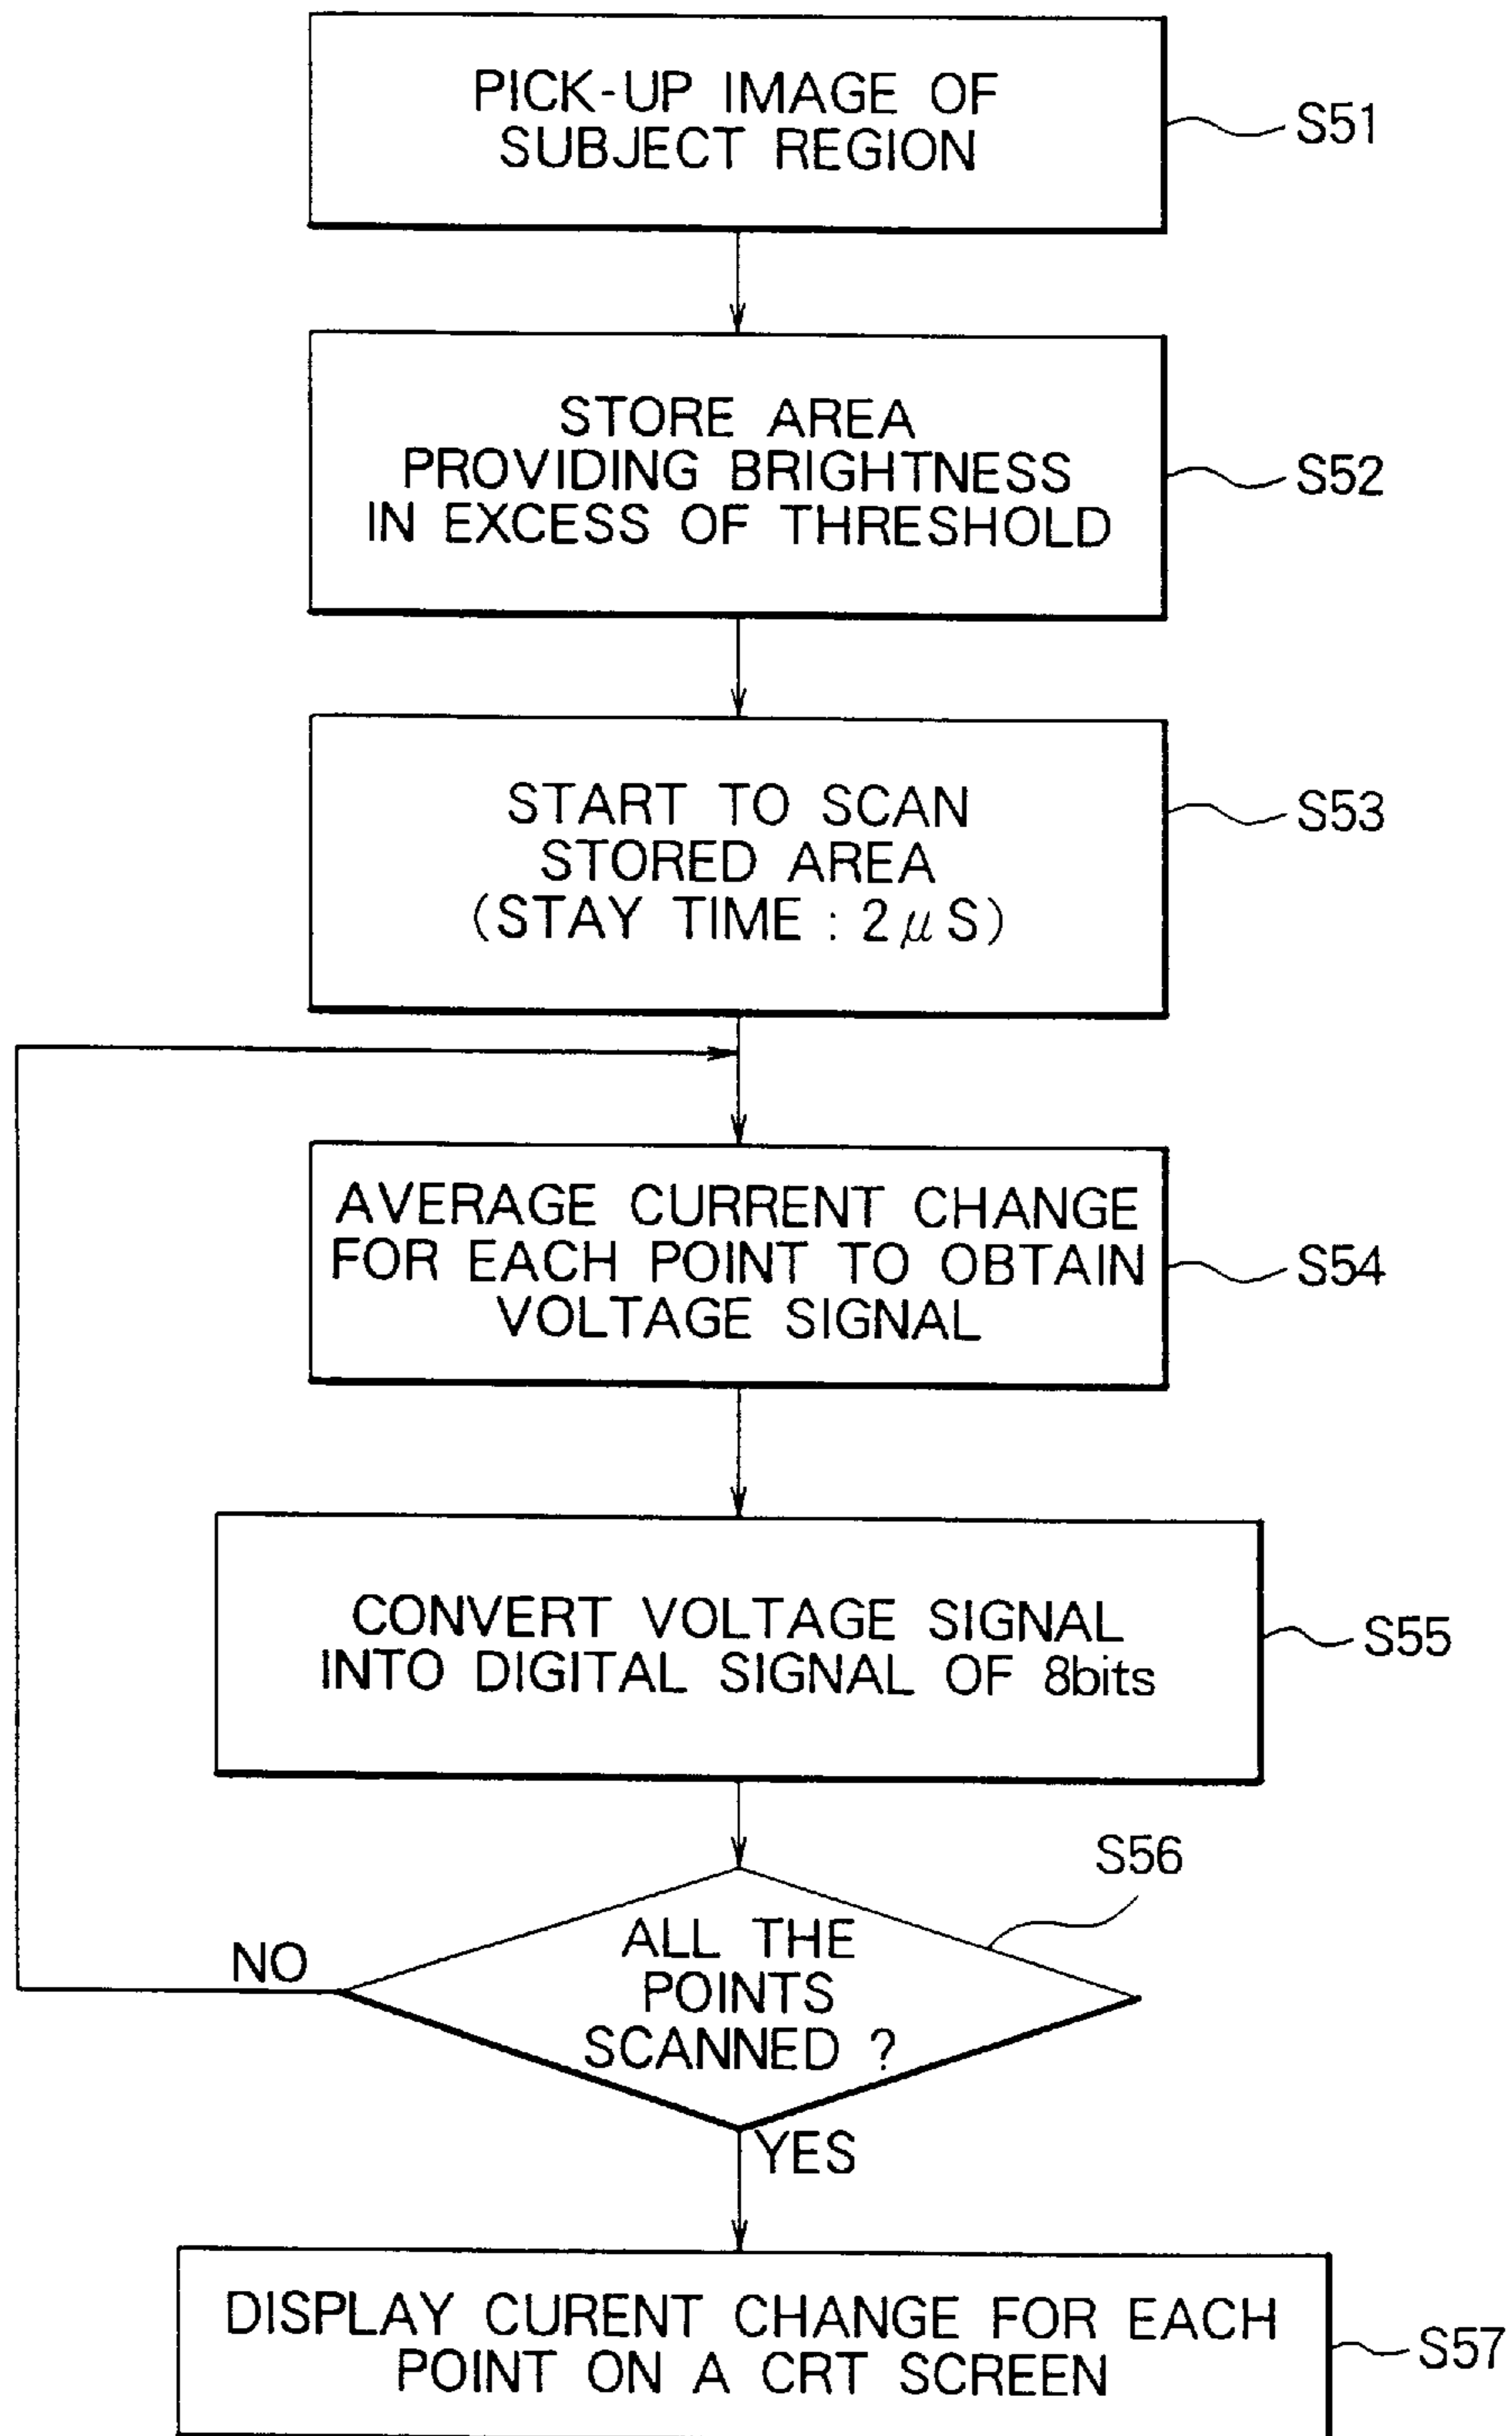 PICK-UP IMAGE OF
SUBJECT REGION
S51
STORE AREA
PROVIDING BRIGHTNESS
IN EXCESS OF THRESHOLD
S52
START TO SCAN
STORED AREA
(STAY TIME : 2 μS)
S53
AVERAGE CURRENT CHANGE
FOR EACH POINT TO OBTAIN
VOLTAGE SIGNAL
S54
CONVERT VOLTAGE SIGNAL
INTO DIGITAL SIGNAL OF 8bits
S55
S56
ALL THE
POINTS
SCANNED ?
NO
YES
DISPLAY CURENT CHANGE FOR EACH
POINT ON A CRT SCREEN
S57